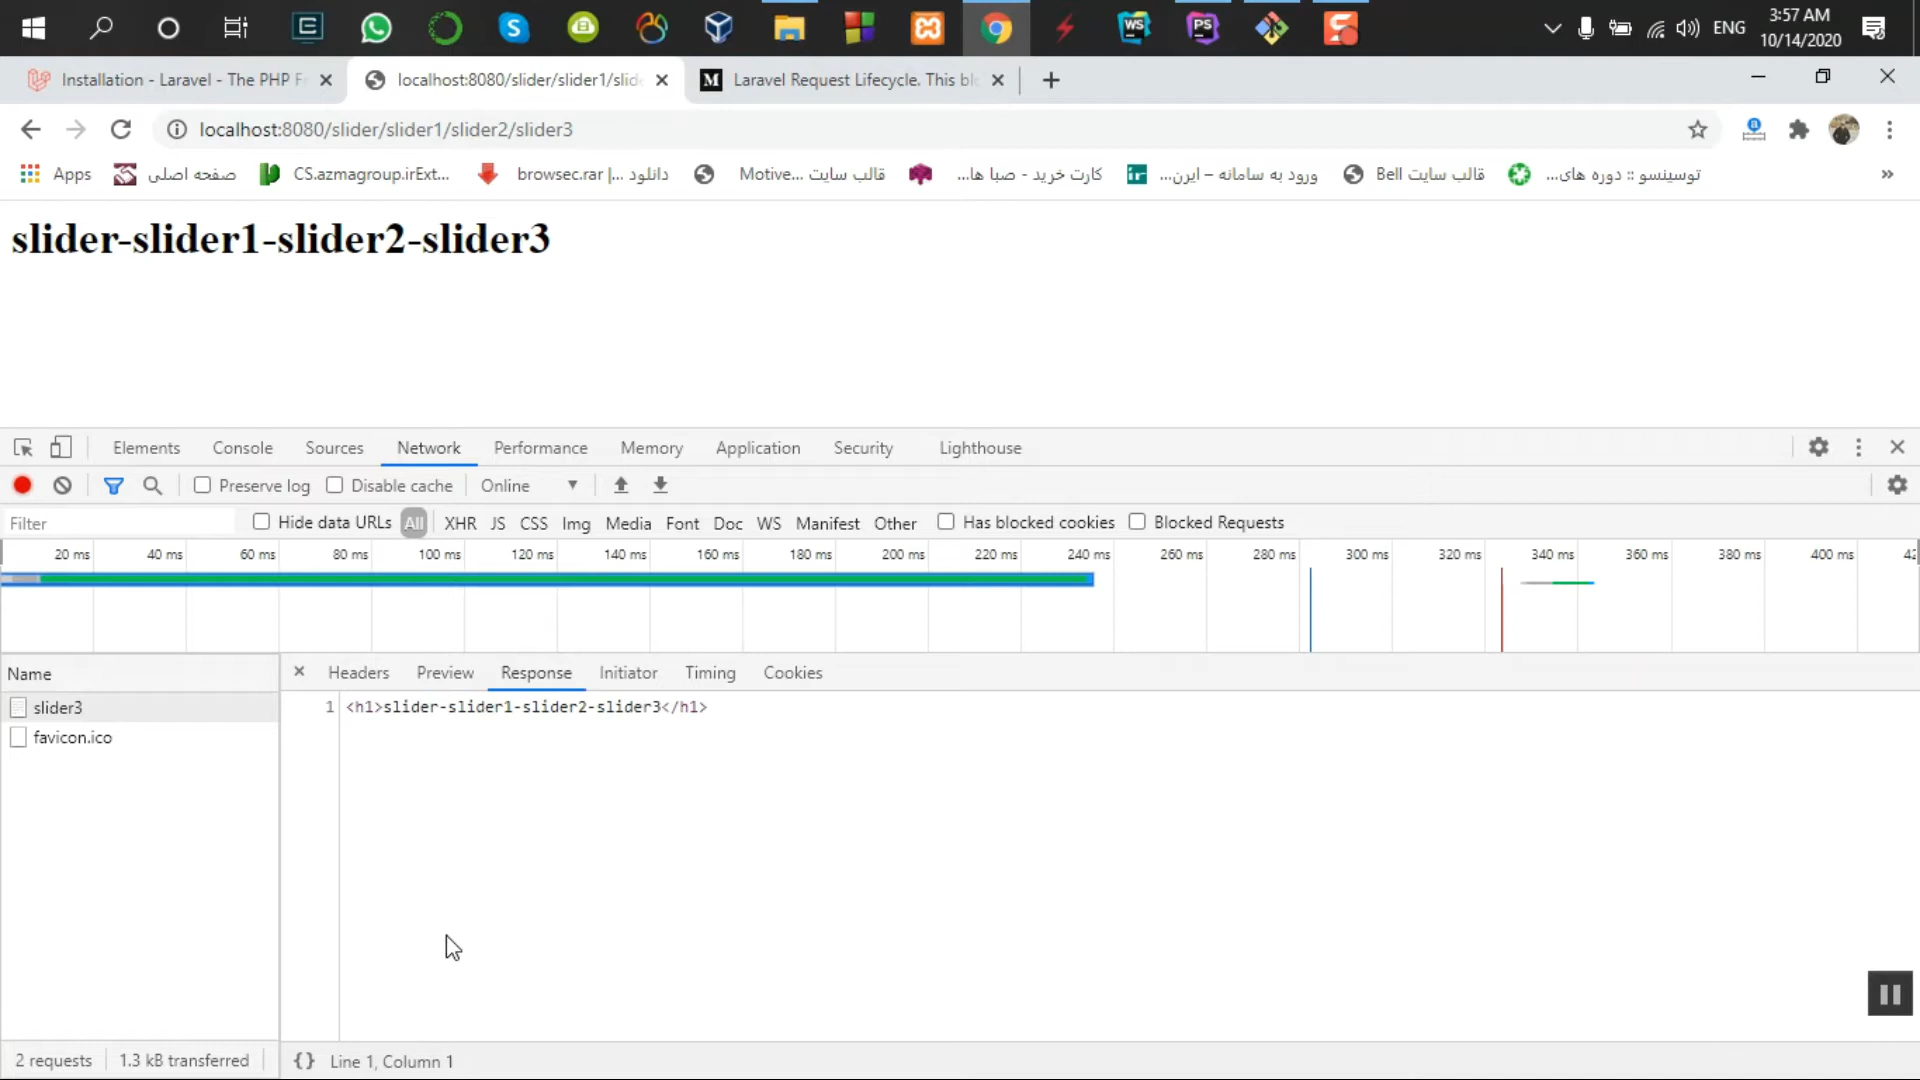 ENG
3:57 AM
10/14/2020
Installation - Laravel - The PHP Fr
localhost:8080/slider/slider1/slide
Laravel Request Lifecycle. This blo
localhost:8080/slider/slider1/slider2/slider3
Apps
صفحه اصلی
CS.azmagroup.irExt...
دانلود ...| browsec.rar
قالب سایت ...Motive
کارت خرید - صبا ها...
ورود به سامانه – ایرن...
قالب سایت Bell
توسینسو :: دوره های...
»
slider-slider1-slider2-slider3
Elements Console Sources Network Performance Memory Application Security Lighthouse
Preserve log Disable cache Online
Filter Hide data URLs All XHR JS CSS Img Media Font Doc WS Manifest Other Has blocked cookies Blocked Requests
20 ms 40 ms 60 ms 80 ms 100 ms 120 ms 140 ms 160 ms 180 ms 200 ms 220 ms 240 ms 260 ms 280 ms 300 ms 320 ms 340 ms 360 ms 380 ms 400 ms 42
Name
Headers Preview Response Initiator Timing Cookies
slider3
1 <h1>slider-slider1-slider2-slider3</h1>
favicon.ico
2 requests 1.3 kB transferred {} Line 1, Column 1